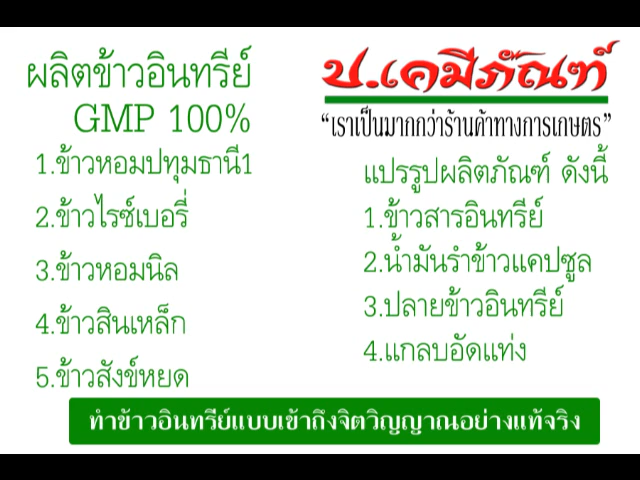 ผลิตข้าวอินทรีย์
GMP 100%
1.ข้าวหอมปทุมธานี1
2.ข้าวไรซ์เบอรี่
3.ข้าวหอมนิล
4.ข้าวสินเหล็ก
5.ข้าวสังข์หยด
ป.เคมีภัณฑ์
“เราเป็นมากกว่าร้านค้าทางการเกษตร”
แปรรูปผลิตภัณฑ์ ดังนี้
1.ข้าวสารอินทรีย์
2.น้ำมันรำข้าวแคปซูล
3.ปลายข้าวอินทรีย์
4.แกลบอัดแท่ง
ทำข้าวอินทรีย์แบบเข้าถึงจิตวิญญาณอย่างแท้จริง